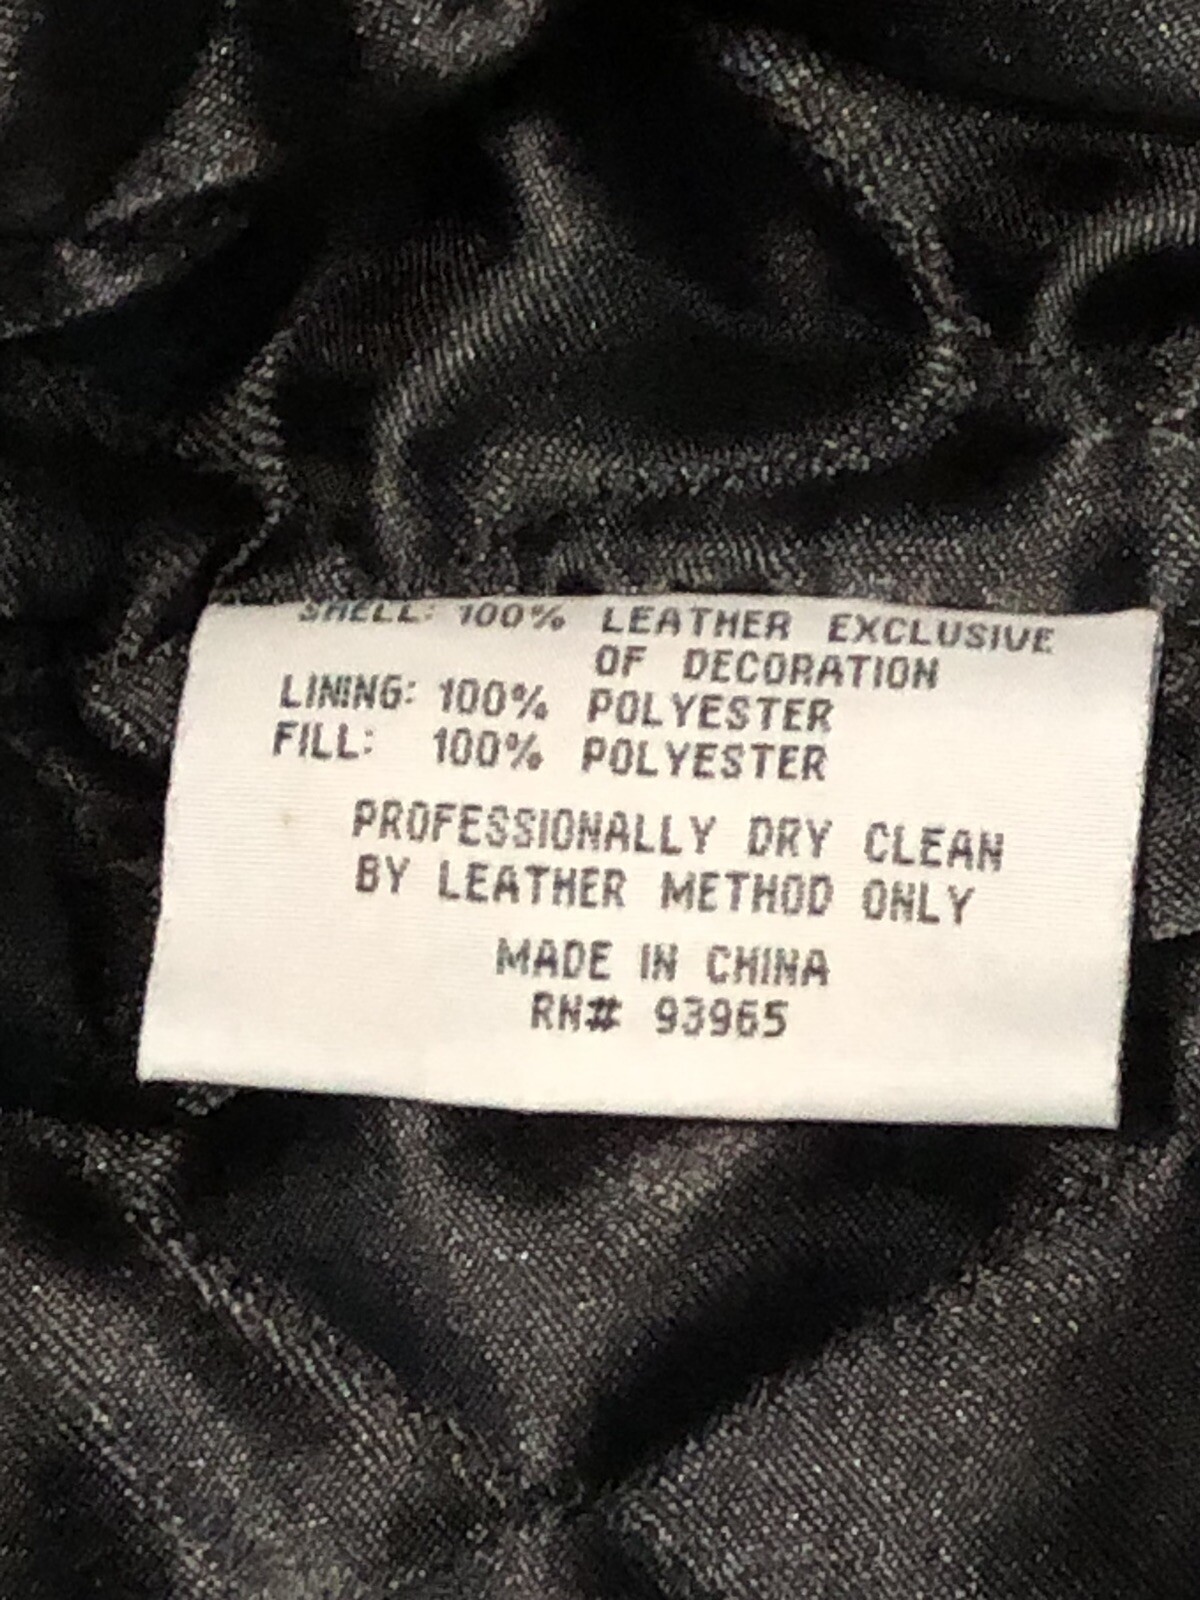 SHELL: 100% LEATHER EXCLUSIVE
OF DECORATION
LINING: 100% POLYESTER
FILL: 100% POLYESTER
PROFESSIONALLY DRY CLEAN
BY LEATHER METHOD ONLY
MADE IN CHINA
RN# 93965